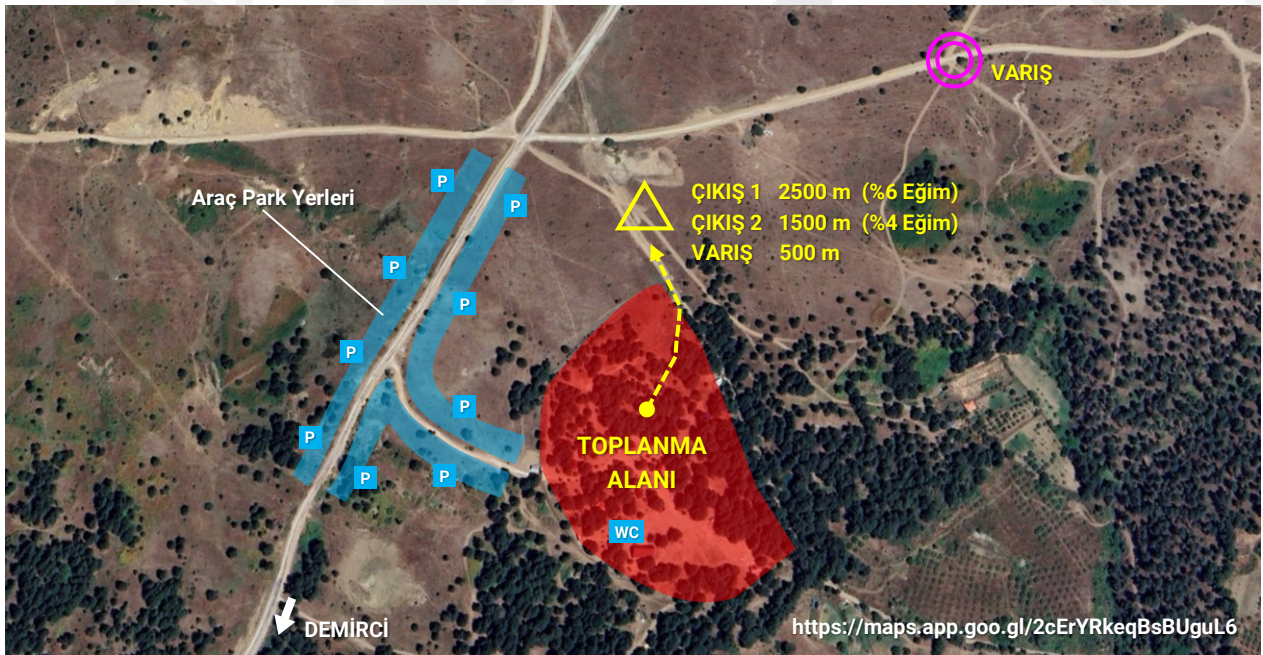 VARIŞ
P
P
Araç Park Yerleri
ÇIKIŞ 1 2500 m (%6 Eğim)
ÇIKIŞ 2 1500 m (%4 Eğim)
VARIŞ 500 m
P
P
P
P
P
TOPLANMA
ALANI
P
P
WC
DEMİRCİ
https://maps.app.goo.gl/2cErYRkeqBsBUguL6